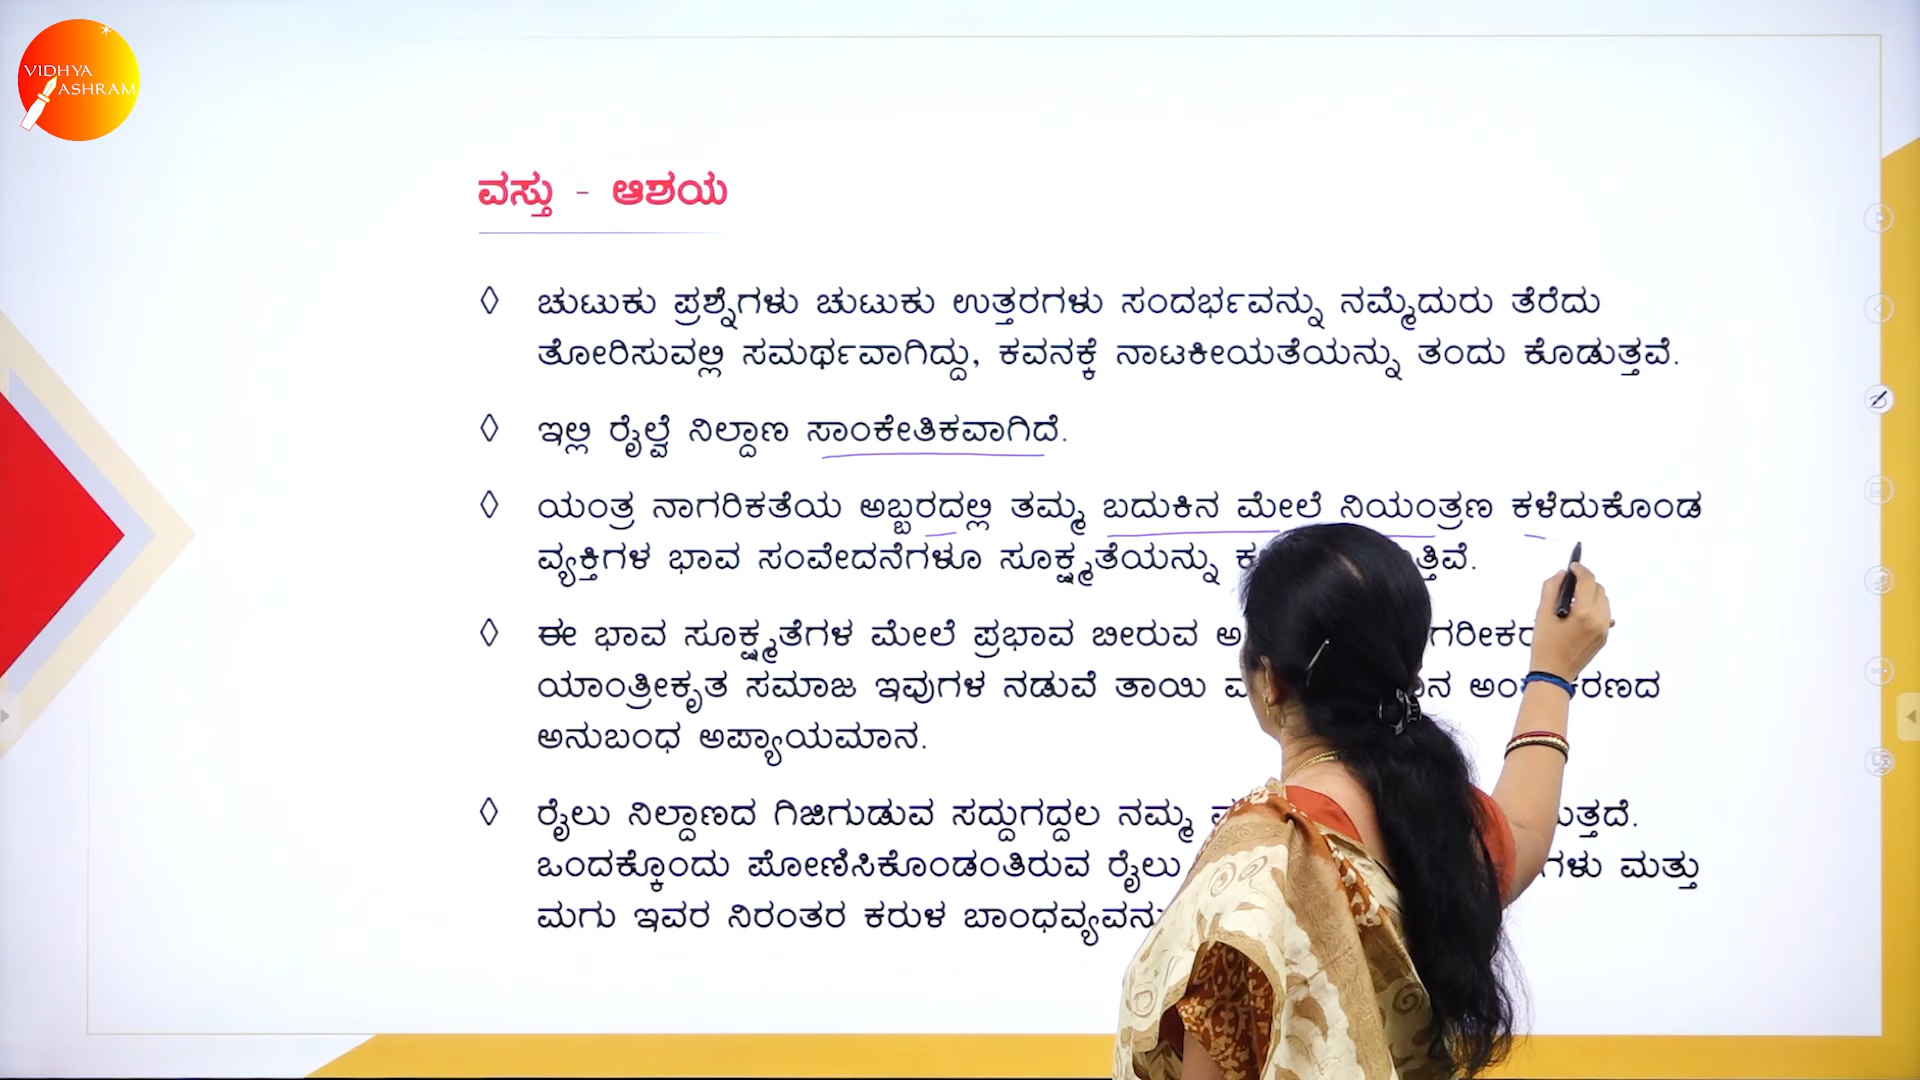 VIDHYA
ASHRAM
ವಸ್ತು - ಆಶಯ
◊ ಚುಟುಕು ಪ್ರಶ್ನೆಗಳು ಚುಟುಕು ಉತ್ತರಗಳು ಸಂದರ್ಭವನ್ನು ನಮ್ಮೆದುರು ತೆರೆದು
ತೋರಿಸುವಲ್ಲಿ ಸಮರ್ಥವಾಗಿದ್ದು, ಕವನಕ್ಕೆ ನಾಟಕೀಯತೆಯನ್ನು ತಂದು ಕೊಡುತ್ತವೆ.
◊ ಇಲ್ಲಿ ರೈಲ್ವೆ ನಿಲ್ದಾಣ ಸಾಂಕೇತಿಕವಾಗಿದೆ.
◊ ಯಂತ್ರ ನಾಗರಿಕತೆಯ ಅಬ್ಬರದಲ್ಲಿ ತಮ್ಮ ಬದುಕಿನ ಮೇಲೆ ನಿಯಂತ್ರಣ ಕಳೆದುಕೊಂಡ
ವ್ಯಕ್ತಿಗಳ ಭಾವ ಸಂವೇದನೆಗಳೂ ಸೂಕ್ಷ್ಮತೆಯನ್ನು
◊ ಈ ಭಾವ ಸೂಕ್ಷ್ಮತೆಗಳ ಮೇಲೆ ಪ್ರಭಾವ ಬೀರುವ
ಯಾಂತ್ರೀಕೃತ ಸಮಾಜ ಇವುಗಳ ನಡುವೆ ತಾಯಿ
ಅನುಬಂಧ ಅಪ್ಯಾಯಮಾನ.
◊ ರೈಲು ನಿಲ್ದಾಣದ ಗಿಜಿಗುಡುವ ಸದ್ದುಗದ್ದಲ ನಮ್ಮ
ಒಂದಕ್ಕೊಂದು ಪೋಣಿಸಿಕೊಂಡಂತಿರುವ ರೈಲು ಮತ್ತು
ಮಗು ಇವರ ನಿರಂತರ ಕರುಳ